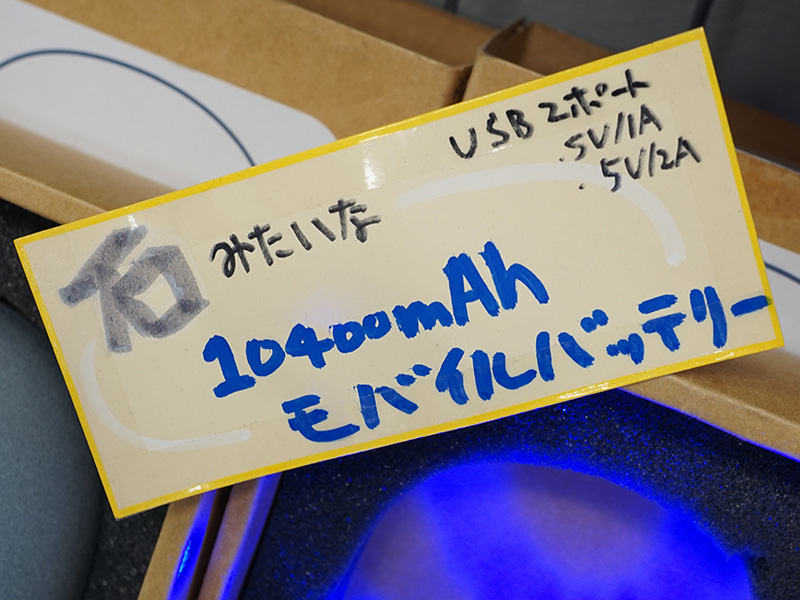 USB 2ポート
・5V/1A
・5V/2A
石みたいな
10400mAh
モバイルバッテリー